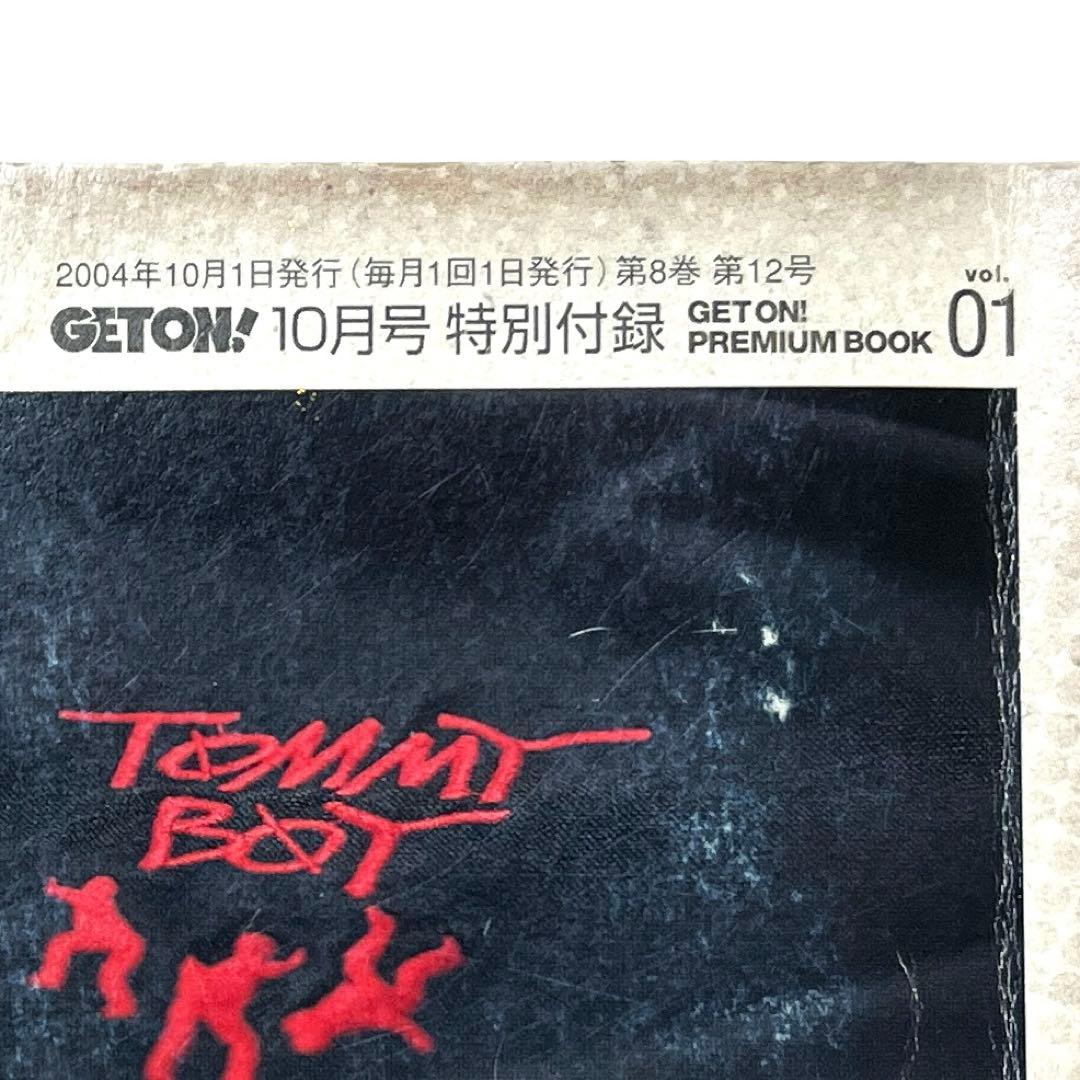 2004年10月1日発行（毎月1回1日発行）第8巻 第12号
GETON! 10月号 特別付録 GET ON! PREMIUM BOOK vol. 01
TOMMY
BOY